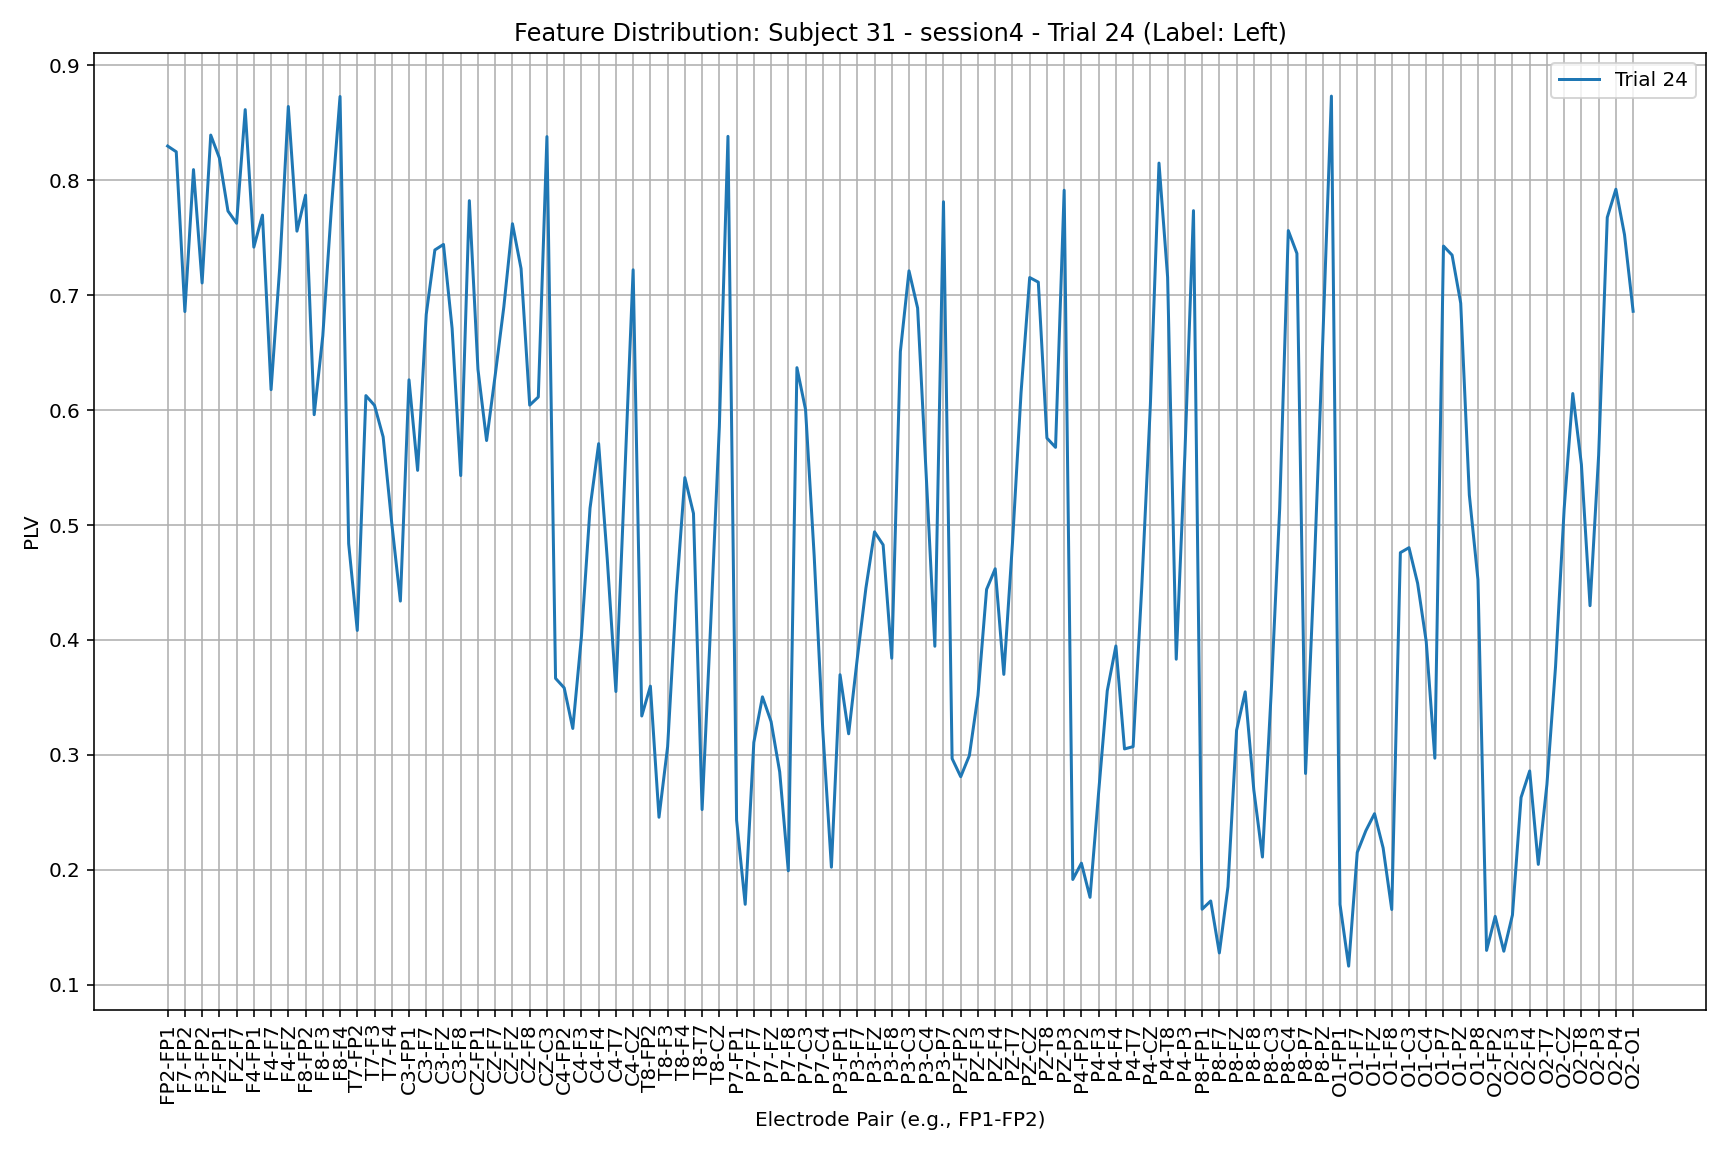 Feature Distribution: Subject 31 - session4 - Trial 24 (Label: Left)
Trial 24
PLV
0.9
0.8
0.7
0.6
0.5
0.4
0.3
0.2
0.1
FP2-FP1
F7-FP2
F3-FP2
FZ-FP1
FZ-F7
F4-FP1
F4-F7
F4-FZ
F8-FP2
F8-F3
F8-F4
T7-FP2
T7-F3
T7-F4
C3-FP1
C3-F7
C3-FZ
C3-F8
CZ-FP1
CZ-F7
CZ-FZ
CZ-F8
CZ-C3
C4-FP2
C4-F3
C4-F4
C4-T7
C4-CZ
T8-FP2
T8-F3
T8-F4
T8-T7
T8-CZ
P7-FP1
P7-F7
P7-FZ
P7-F8
P7-C3
P7-C4
P3-FP1
P3-F7
P3-FZ
P3-F8
P3-C3
P3-C4
P3-P7
PZ-FP2
PZ-F3
PZ-F4
PZ-T7
PZ-CZ
PZ-T8
PZ-P3
P4-FP2
P4-F3
P4-F4
P4-T7
P4-CZ
P4-T8
P4-P3
P8-FP1
P8-F7
P8-FZ
P8-F8
P8-C3
P8-C4
P8-P7
P8-PZ
O1-FP1
O1-F7
O1-FZ
O1-F8
O1-C3
O1-C4
O1-P7
O1-PZ
O1-P8
O2-FP2
O2-F3
O2-F4
O2-T7
O2-CZ
O2-T8
O2-P3
O2-P4
O2-O1
Electrode Pair (e.g., FP1-FP2)